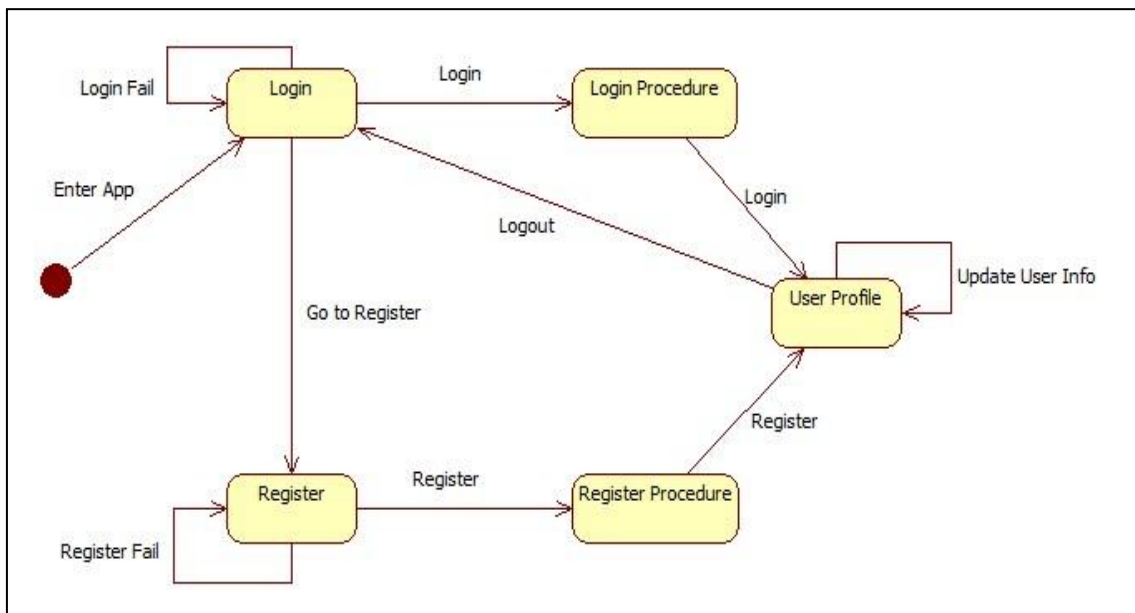 Login Fail
Login
Login
Login Procedure
Enter App
Logout
Login
User Profile
Update User Info
Go to Register
Register
Register
Register
Register Procedure
Register Fail